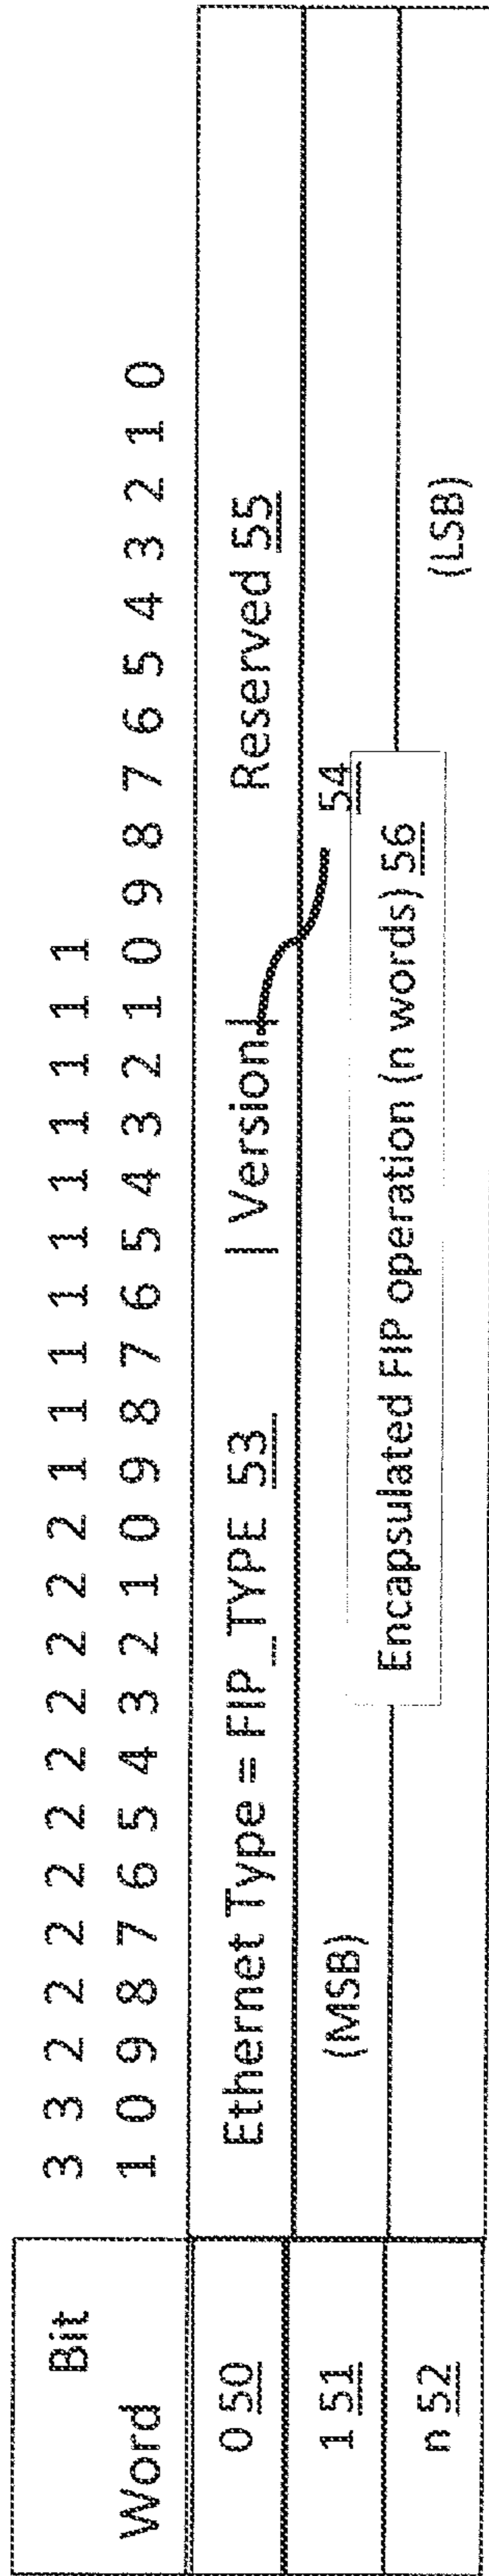 Bit 3 3 2 2 2 2 2 2 2 2 2 2 1 1 1 1 1 1 1 1 1 1
Word 1 0 9 8 7 6 5 4 3 2 1 0 9 8 7 6 5 4 3 2 1 0 9 8 7 6 5 4 3 2 1 0
0 50 Ethernet Type = FIP_TYPE 53 | Version| Reserved 55
54
1 51 (MSB)
Encapsulated FIP operation (n words) 56
n 52 (LSB)